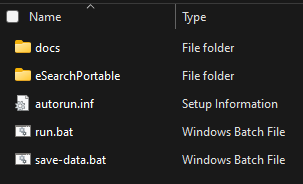 Name Type
docs File folder
eSearchPortable File folder
autorun.inf Setup Information
run.bat Windows Batch File
save-data.bat Windows Batch File